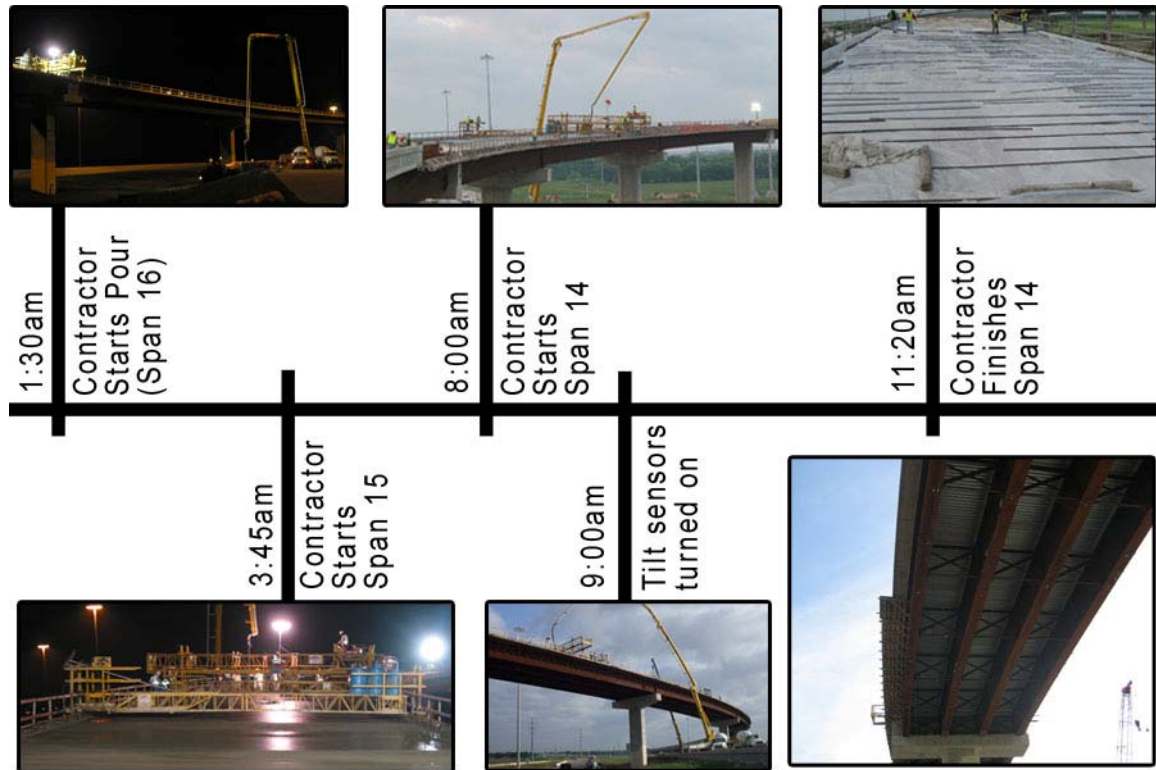 1:30am
Contractor
Starts Pour
(Span 16)
3:45am
Contractor
Starts
Span 15
8:00am
Contractor
Starts
Span 14
9:00am
Tilt sensors
turned on
11:20am
Contractor
Finishes
Span 14